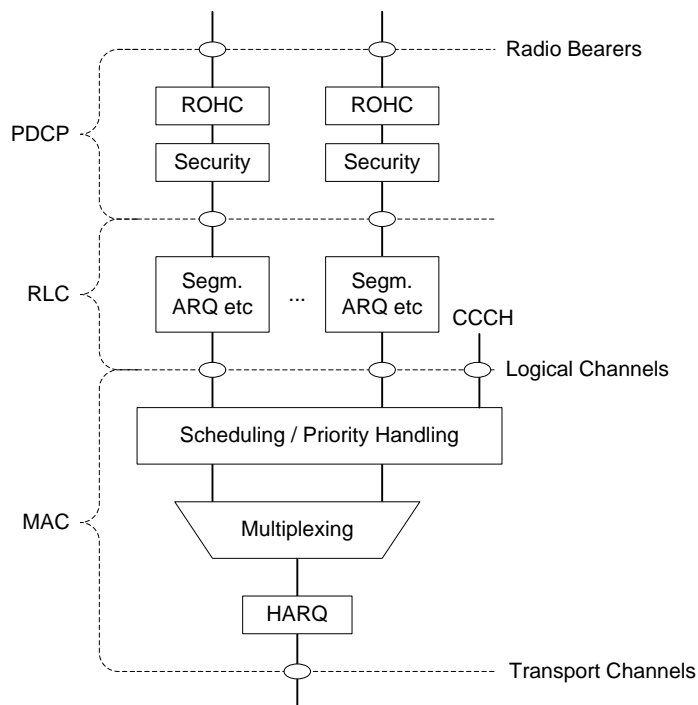 Radio Bearers
ROHC
ROHC
PDCP
Security
Security
Segm.
ARQ etc
...
Segm.
ARQ etc
RLC
CCCH
Logical Channels
Scheduling / Priority Handling
MAC
Multiplexing
HARQ
Transport Channels